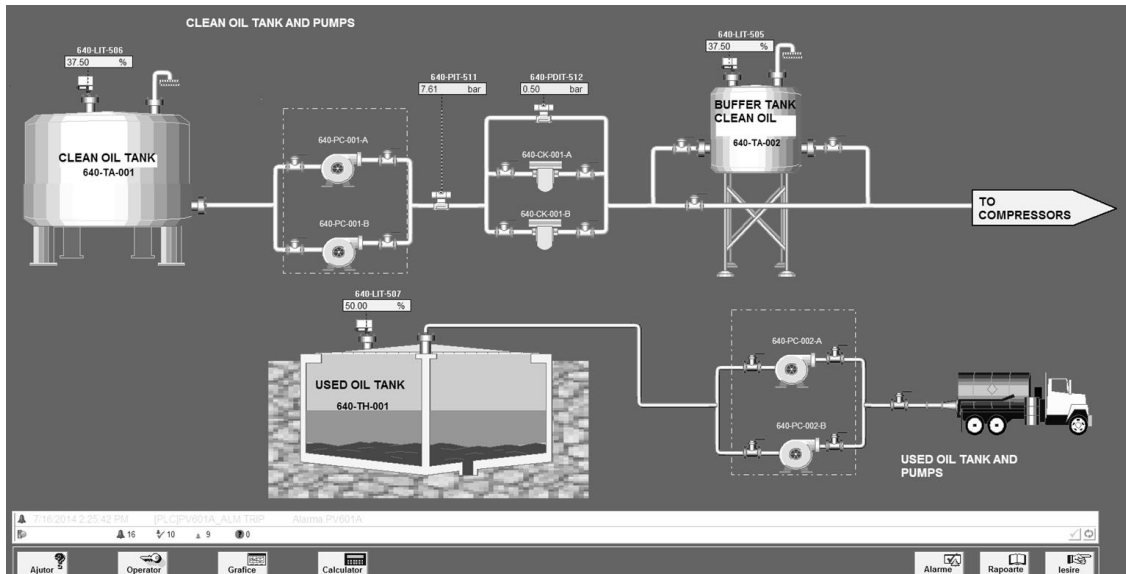 CLEAN OIL TANK AND PUMPS
640-LIT-506
37.50 %
640-PIT-511
7.61 bar
640-PDIT-512
0.50 bar
640-LIT-505
37.50 %
CLEAN OIL TANK
640-TA-001
640-PC-001-A
640-PC-001-B
640-CK-001-A
640-CK-001-B
BUFFER TANK
CLEAN OIL
640-TA-002
TO
COMPRESSORS
640-LIT-507
50.00 %
USED OIL TANK
640-TH-001
640-PC-002-A
640-PC-002-B
USED OIL TANK AND
PUMPS
7/16/2014 2:25:42 PM [PLC]PV601A_ALM TRIP Alarma PV601A
16 10 9 0
Ajutor Operator Grafice Calculator Alarme Rapoarte Iesire